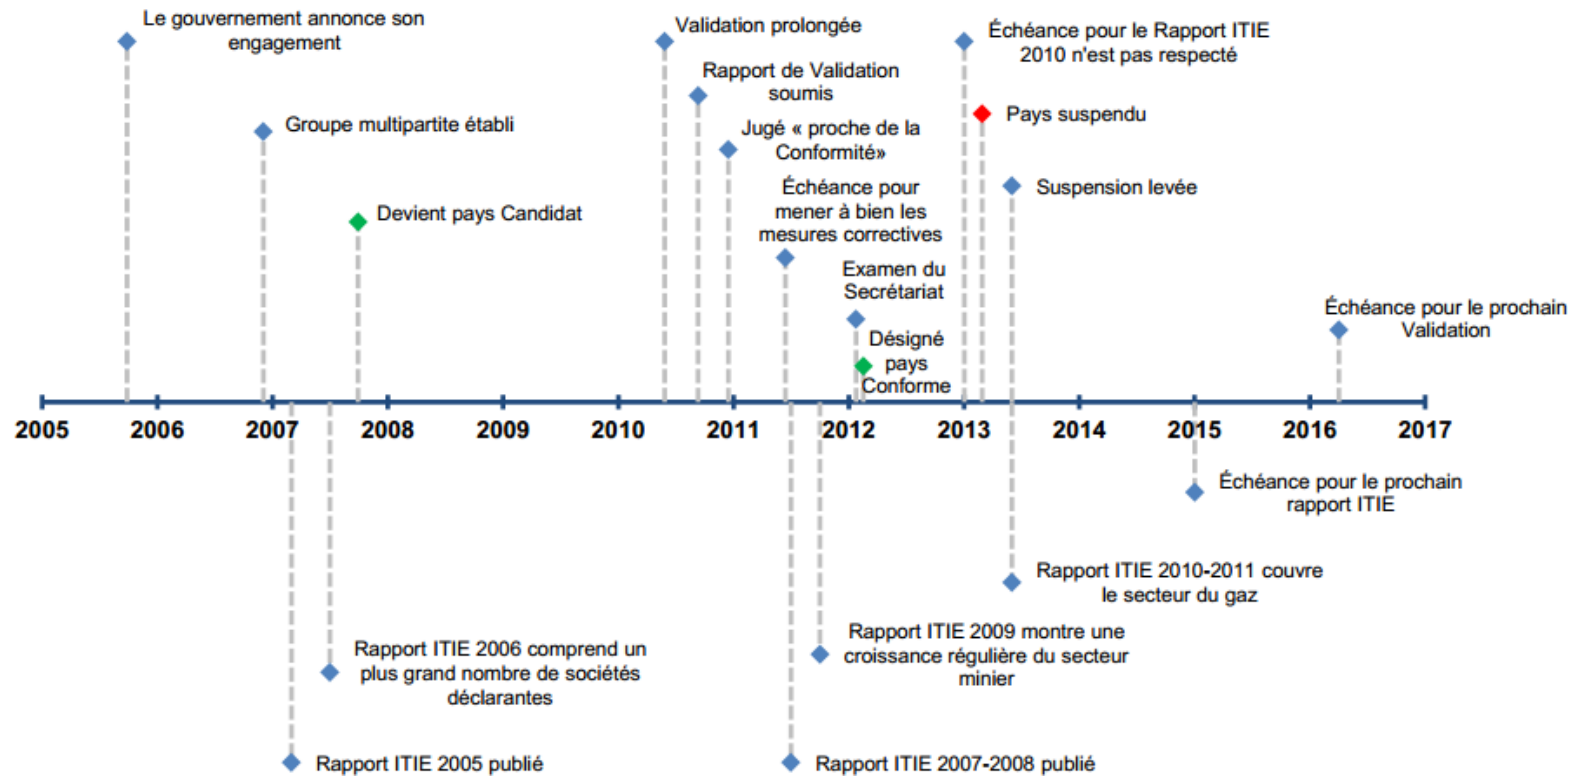 Le gouvernement annonce son
engagement
Groupe multipartite établi
Devient pays Candidat
Validation prolongée
Rapport de Validation
soumis
Jugé « proche de la
Conformité»
Échéance pour
mener à bien les
mesures correctives
Examen du
Secrétariat
Désigné
pays
Conforme
Échéance pour le Rapport ITIE
2010 n'est pas respecté
Pays suspendu
Suspension levée
Échéance pour le prochain
Validation
2005 2006 2007 2008 2009 2010 2011 2012 2013 2014 2015 2016 2017
Échéance pour le prochain
rapport ITIE
Rapport ITIE 2010-2011 couvre
le secteur du gaz
Rapport ITIE 2009 montre une
croissance régulière du secteur
minier
Rapport ITIE 2006 comprend un
plus grand nombre de sociétés
déclarantes
Rapport ITIE 2005 publié
Rapport ITIE 2007-2008 publié